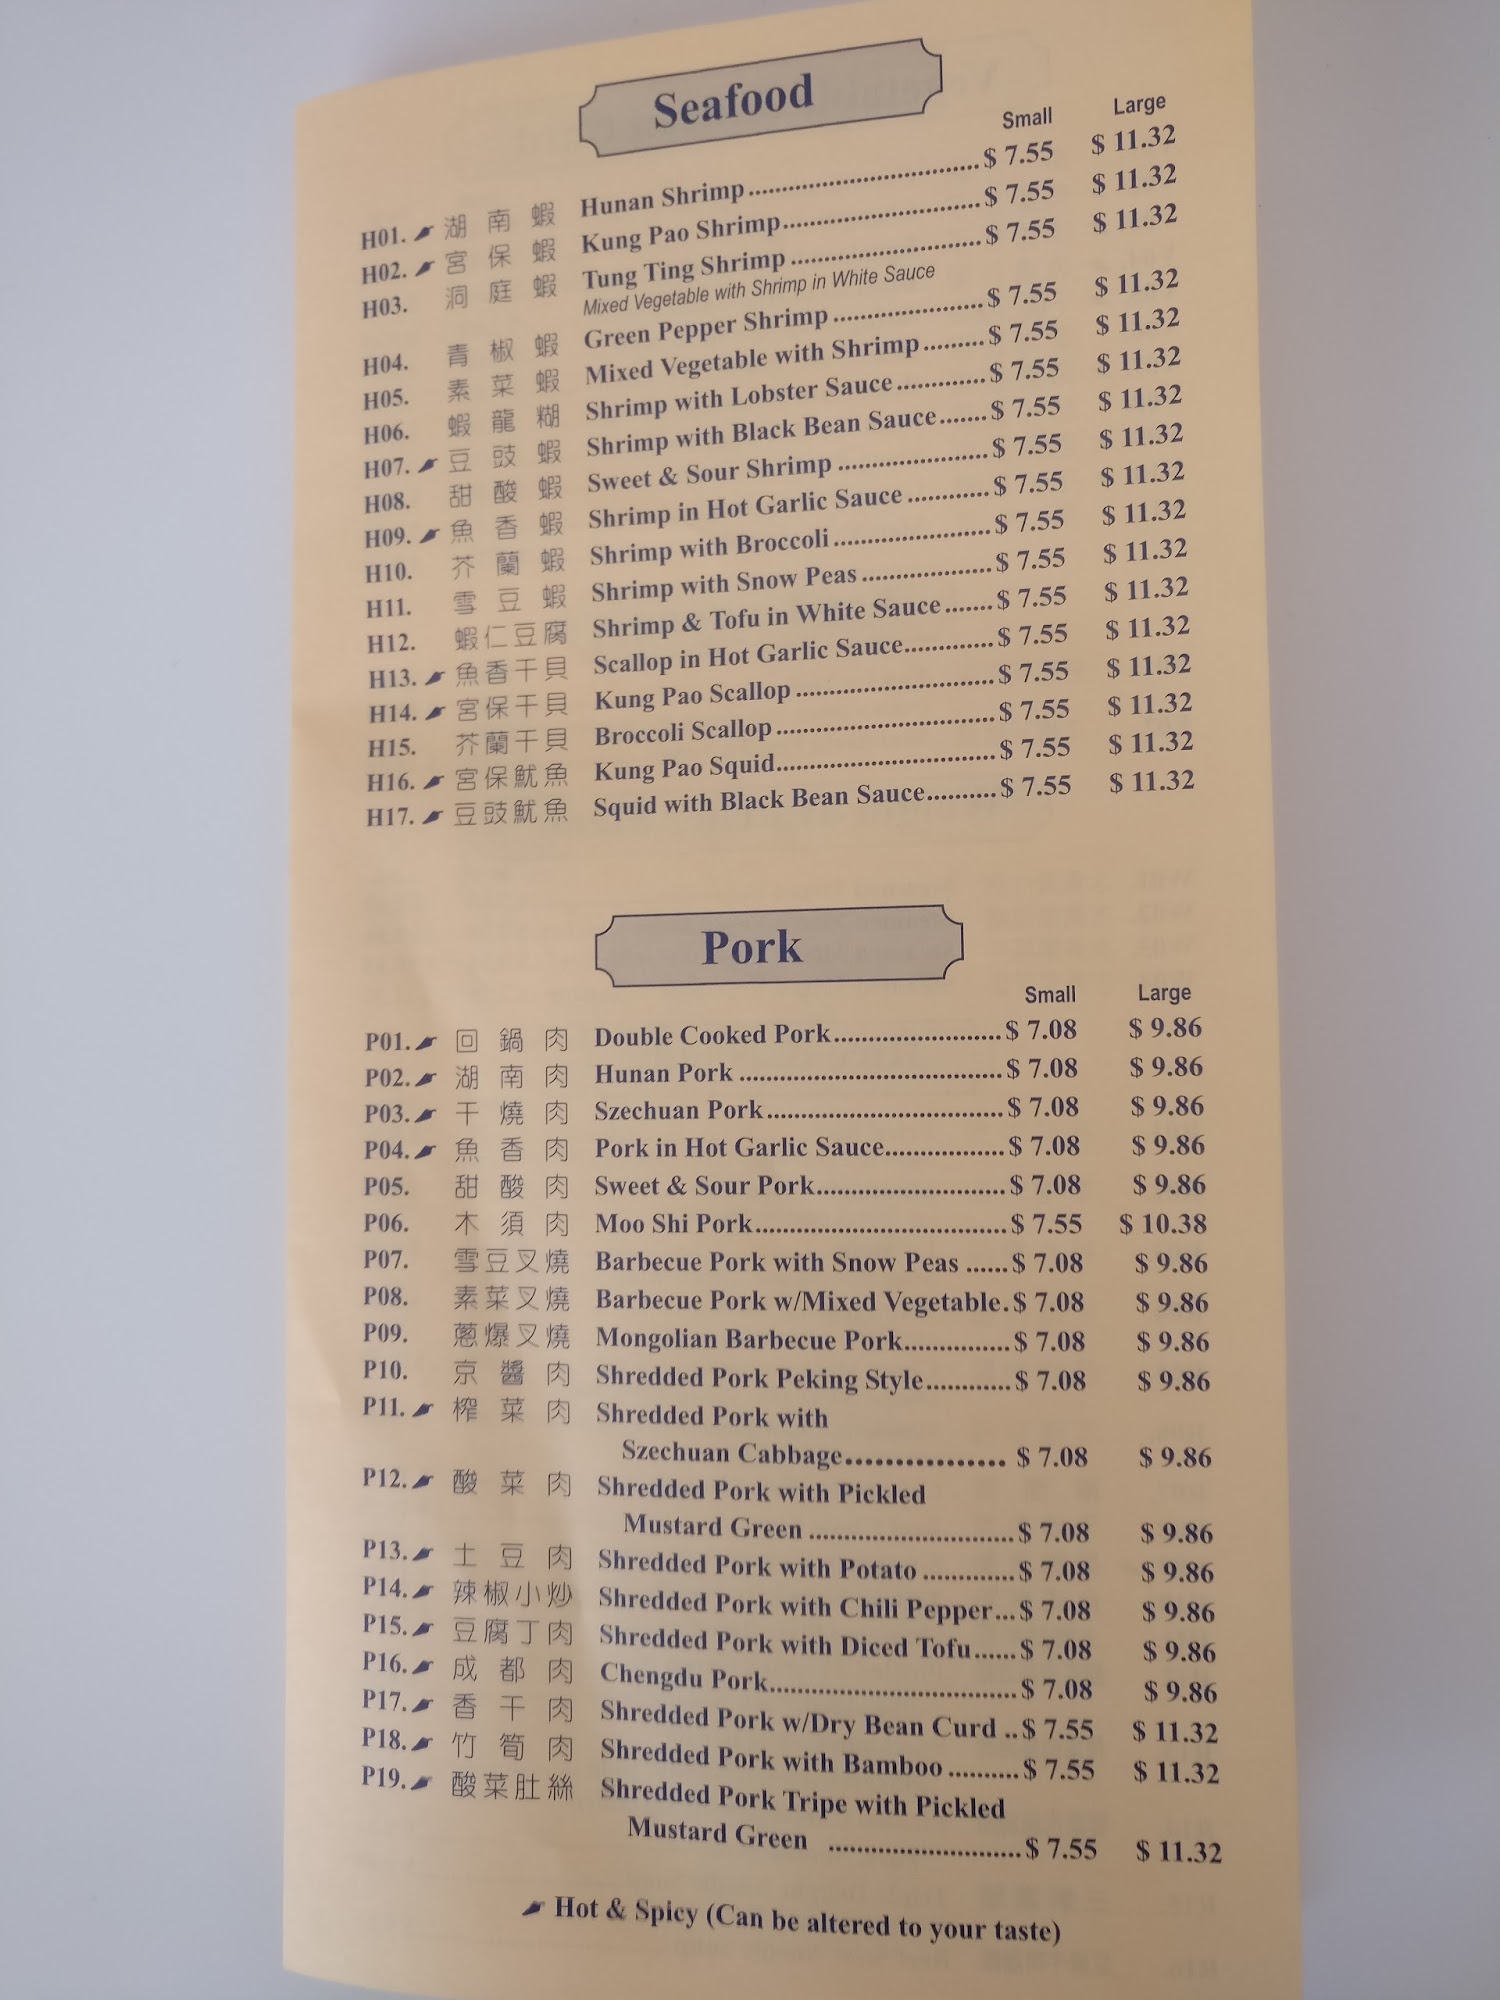 Seafood
Small Large
H01. 湖南蝦 Hunan Shrimp $ 7.55 $ 11.32
H02. 宮保蝦 Kung Pao Shrimp $ 7.55 $ 11.32
H03. 洞庭蝦 Tung Ting Shrimp $ 7.55 $ 11.32
Mixed Vegetable with Shrimp in White Sauce
H04. 青椒蝦 Green Pepper Shrimp $ 7.55 $ 11.32
H05. 素菜蝦 Mixed Vegetable with Shrimp $ 7.55 $ 11.32
H06. 蝦龍糊 Shrimp with Lobster Sauce $ 7.55 $ 11.32
H07. 豆豉蝦 Shrimp with Black Bean Sauce $ 7.55 $ 11.32
H08. 甜酸蝦 Sweet & Sour Shrimp $ 7.55 $ 11.32
H09. 魚香蝦 Shrimp in Hot Garlic Sauce $ 7.55 $ 11.32
H10. 芥蘭蝦 Shrimp with Broccoli $ 7.55 $ 11.32
H11. 雪豆蝦 Shrimp with Snow Peas $ 7.55 $ 11.32
H12. 蝦仁豆腐 Shrimp & Tofu in White Sauce $ 7.55 $ 11.32
H13. 魚香干貝 Scallop in Hot Garlic Sauce $ 7.55 $ 11.32
H14. 宮保干貝 Kung Pao Scallop $ 7.55 $ 11.32
H15. 芥蘭干貝 Broccoli Scallop $ 7.55 $ 11.32
H16. 宮保魷魚 Kung Pao Squid $ 7.55 $ 11.32
H17. 豆豉魷魚 Squid with Black Bean Sauce $ 7.55 $ 11.32
Pork
Small Large
P01. 回鍋肉 Double Cooked Pork $ 7.08 $ 9.86
P02. 湖南肉 Hunan Pork $ 7.08 $ 9.86
P03. 干燒肉 Szechuan Pork $ 7.08 $ 9.86
P04. 魚香肉 Pork in Hot Garlic Sauce $ 7.08 $ 9.86
P05. 甜酸肉 Sweet & Sour Pork $ 7.08 $ 9.86
P06. 木須肉 Moo Shi Pork $ 7.55 $ 10.38
P07. 雪豆叉燒 Barbecue Pork with Snow Peas $ 7.08 $ 9.86
P08. 素菜叉燒 Barbecue Pork w/Mixed Vegetable $ 7.08 $ 9.86
P09. 蔥爆叉燒 Mongolian Barbecue Pork $ 7.08 $ 9.86
P10. 京醬肉 Shredded Pork Peking Style $ 7.08 $ 9.86
P11. 榨菜肉 Shredded Pork with
Szechuan Cabbage $ 7.08 $ 9.86
P12. 酸菜肉 Shredded Pork with Pickled
Mustard Green $ 7.08 $ 9.86
P13. 土豆肉 Shredded Pork with Potato $ 7.08 $ 9.86
P14. 辣椒小炒 Shredded Pork with Chili Pepper $ 7.08 $ 9.86
P15. 豆腐丁肉 Shredded Pork with Diced Tofu $ 7.08 $ 9.86
P16. 成都肉 Chengdu Pork $ 7.08 $ 9.86
P17. 香干肉 Shredded Pork w/Dry Bean Curd $ 7.55 $ 11.32
P18. 竹筍肉 Shredded Pork with Bamboo $ 7.55 $ 11.32
P19. 酸菜肚絲 Shredded Pork Tripe with Pickled
Mustard Green $ 7.55 $ 11.32
Hot & Spicy (Can be altered to your taste)